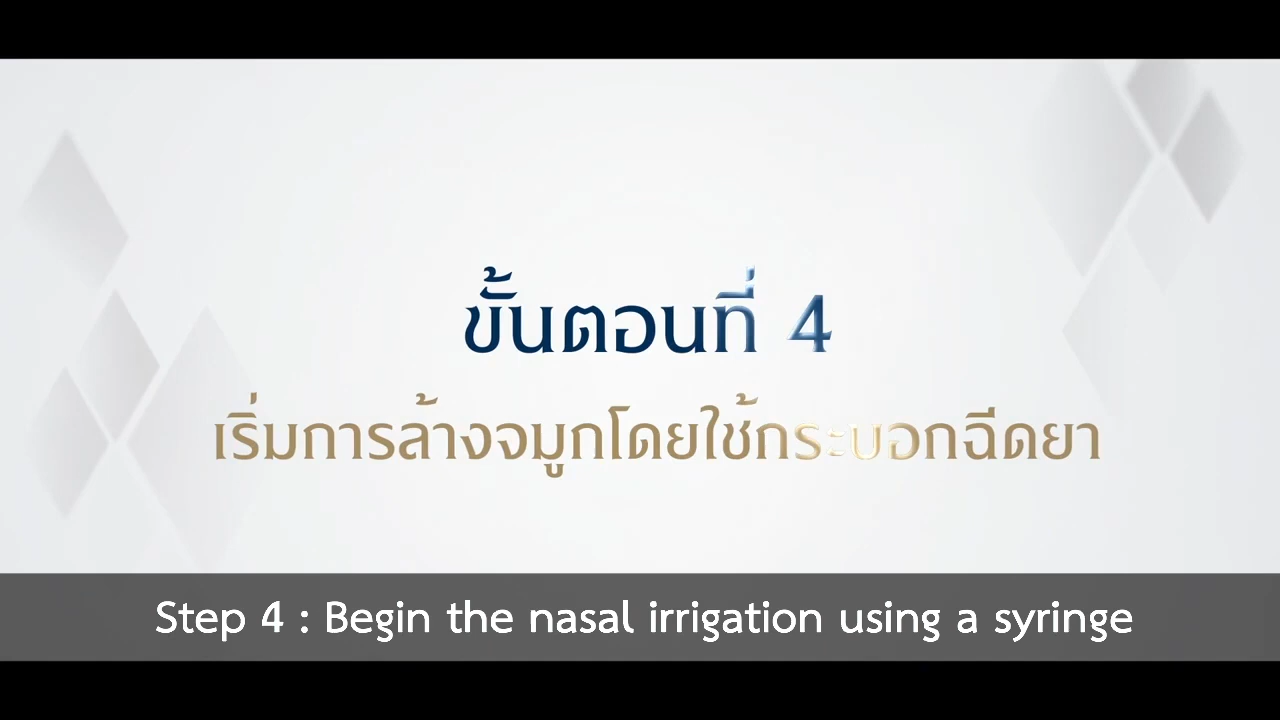 ขั้นตอนที่ 4
เริ่มการล้างจมูกโดยใช้กระบอกฉีดยา
Step 4 : Begin the nasal irrigation using a syringe